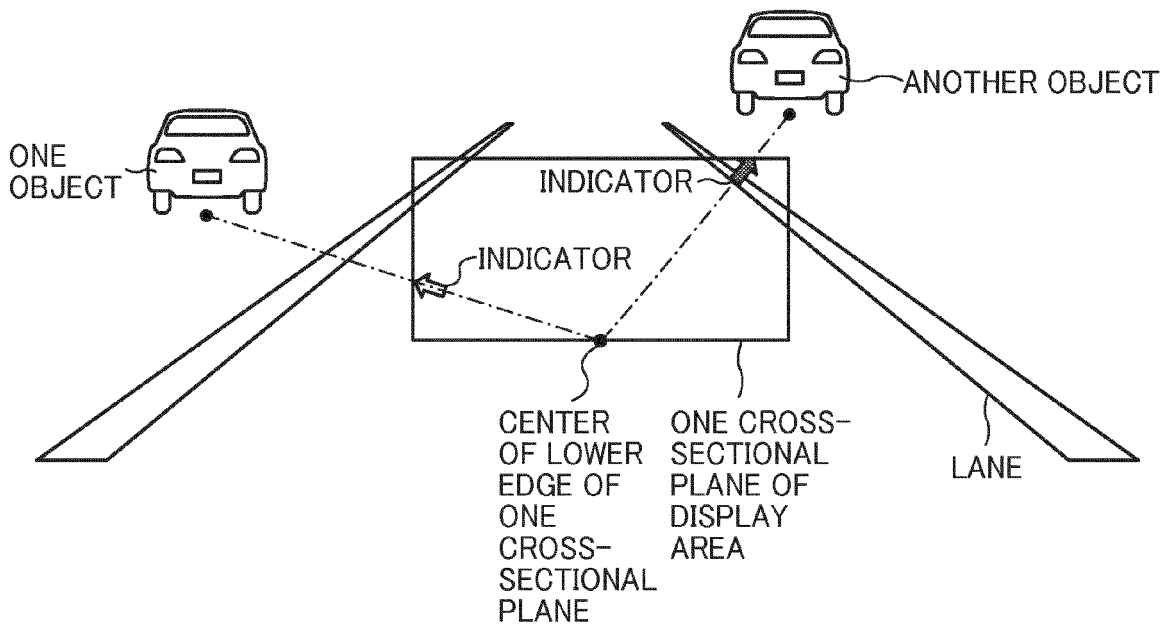 ANOTHER OBJECT
ONE
OBJECT
INDICATOR
INDICATOR
CENTER
OF LOWER
EDGE OF
ONE
CROSS-
SECTIONAL
PLANE
ONE CROSS-
SECTIONAL
PLANE OF
DISPLAY
AREA
LANE